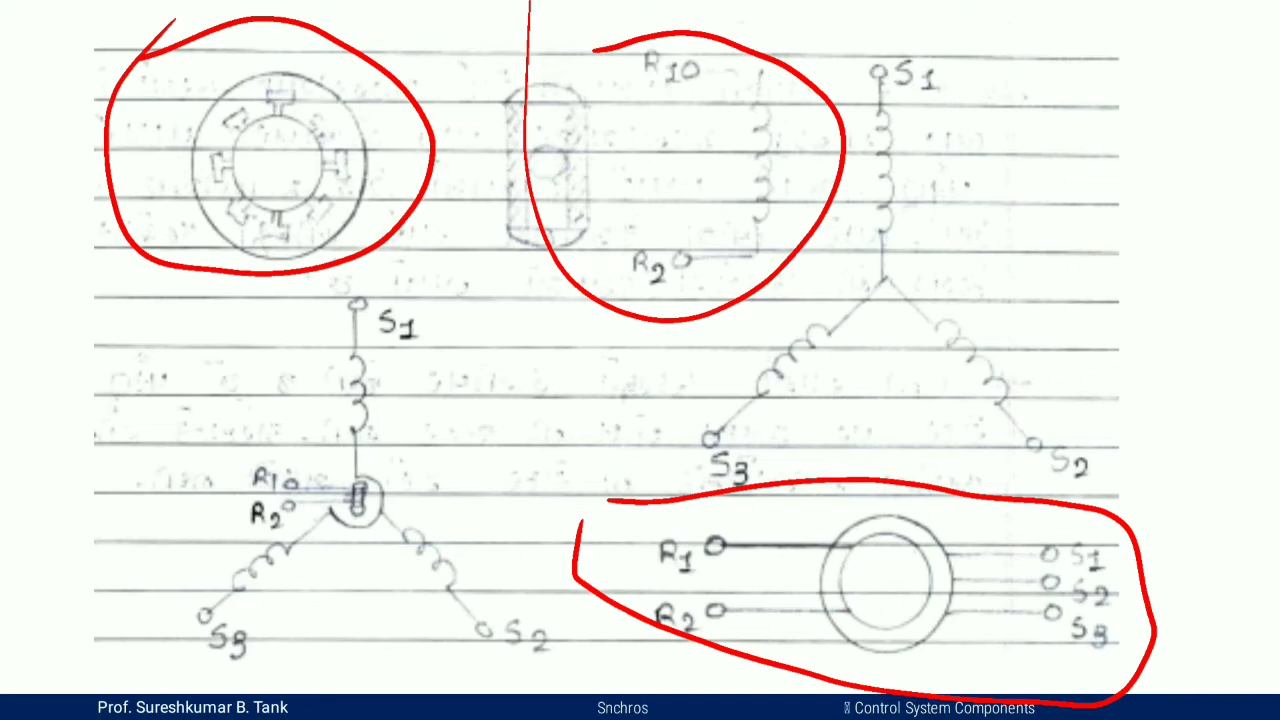 R10
S1
R2
S1
S3
S2
R1
R2
S3
S2
R1
S1
S2
R2
S3
Prof. Sureshkumar B. Tank
Snchros
Control System Components